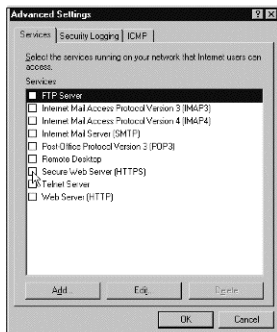 Advanced Settings
Services
Security Logging
ICMP
Select the services running on your network that Internet users can
access.
Services
FTP Server
Internet Mail Access Protocol Version 3 (IMAP3)
Internet Mail Access Protocol Version 4 (IMAP4)
Internet Mail Server (SMTP)
Post-Office Protocol Version 3 (POP3)
Remote Desktop
Secure Web Server (HTTPS)
Telnet Server
Web Server (HTTP)
Add...
Edit...
Delete
OK
Cancel